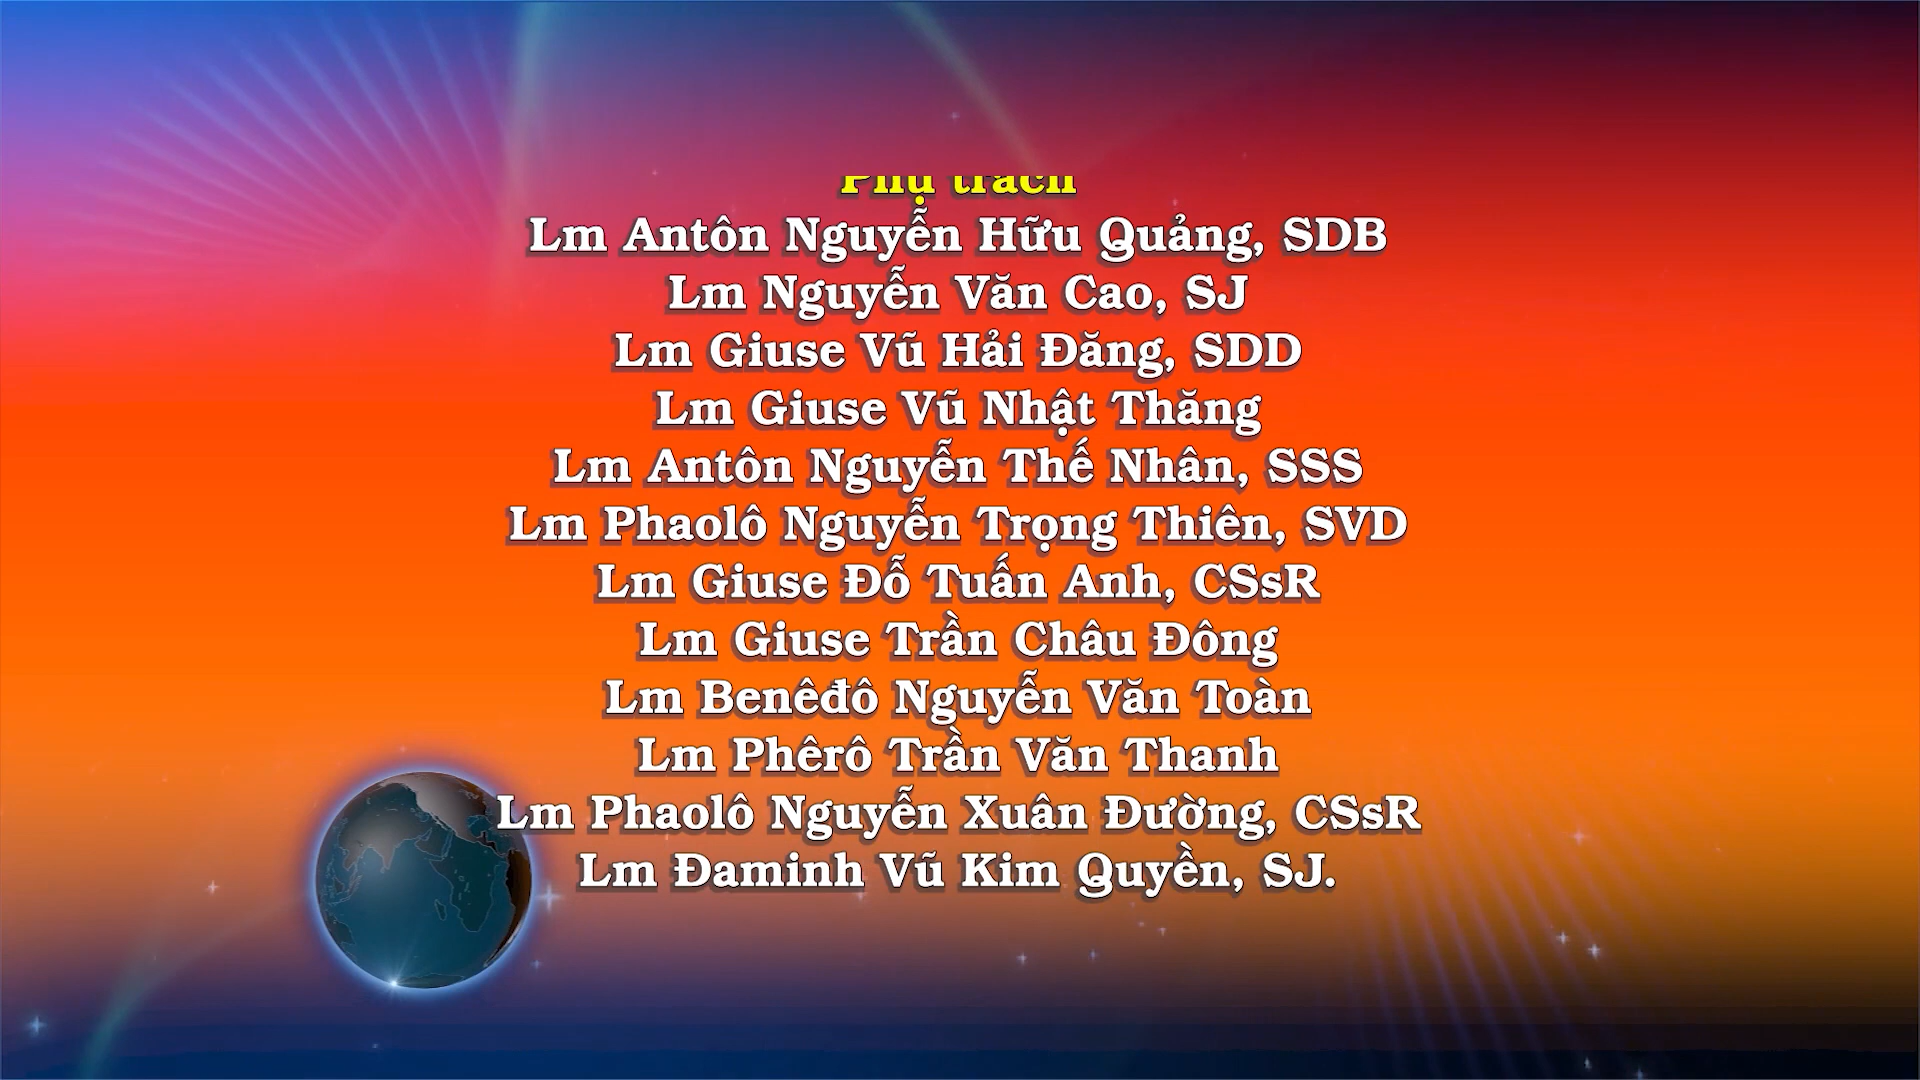 Phụ trách
Lm Antôn Nguyễn Hữu Quảng, SDB
Lm Nguyễn Văn Cao, SJ
Lm Giuse Vũ Hải Đăng, SDD
Lm Giuse Vũ Nhật Thăng
Lm Antôn Nguyễn Thế Nhân, SSS
Lm Phaolô Nguyễn Trọng Thiên, SVD
Lm Giuse Đỗ Tuấn Anh, CSsR
Lm Giuse Trần Châu Đông
Lm Benêđô Nguyễn Văn Toàn
Lm Phêrô Trần Văn Thanh
Lm Phaolô Nguyễn Xuân Đường, CSsR
Lm Đaminh Vũ Kim Quyền, SJ.